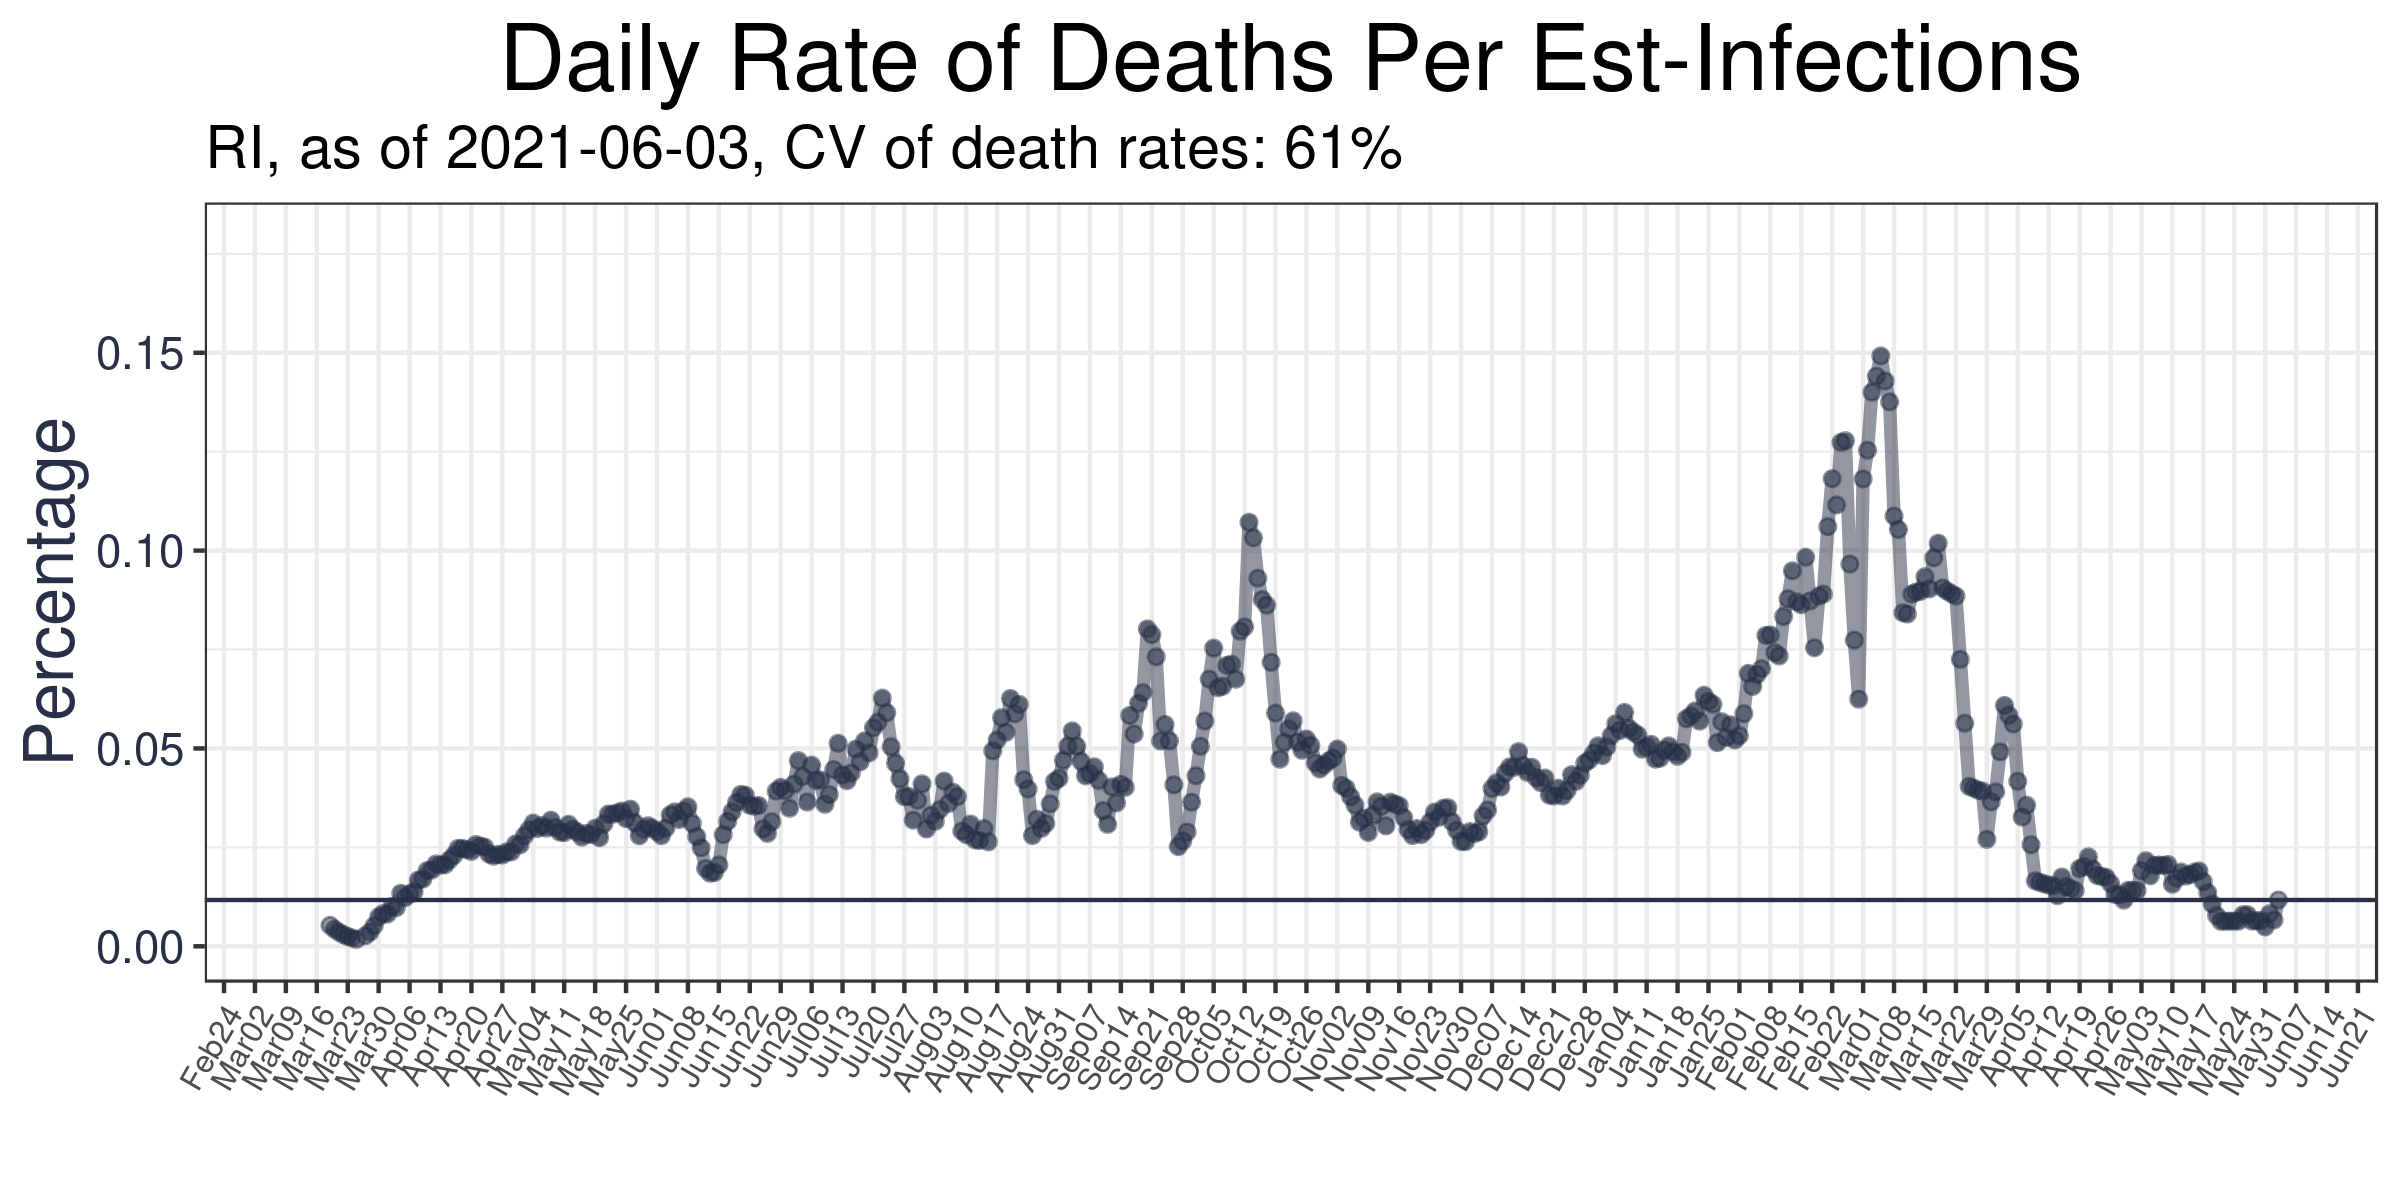 Daily Rate of Deaths Per Est-Infections
RI, as of 2021-06-03, CV of death rates: 61%
Percentage
0.15
0.10
0.05
0.00
Feb24
Mar02
Mar09
Mar16
Mar23
Mar30
Apr06
Apr13
Apr20
Apr27
May04
May11
May18
May25
Jun01
Jun08
Jun15
Jun22
Jun29
Jul06
Jul13
Jul20
Jul27
Aug03
Aug10
Aug17
Aug24
Aug31
Sep07
Sep14
Sep21
Sep28
Oct05
Oct12
Oct19
Oct26
Nov02
Nov09
Nov16
Nov23
Nov30
Dec07
Dec14
Dec21
Dec28
Jan04
Jan11
Jan18
Jan25
Feb01
Feb08
Feb15
Feb22
Mar01
Mar08
Mar15
Mar22
Mar29
Apr05
Apr12
Apr19
Apr26
May03
May10
May17
May24
May31
Jun07
Jun14
Jun21